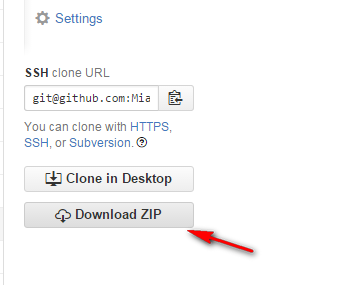 Settings
SSH clone URL
git@github.com:Mia
You can clone with HTTPS,
SSH, or Subversion.
Clone in Desktop
Download ZIP